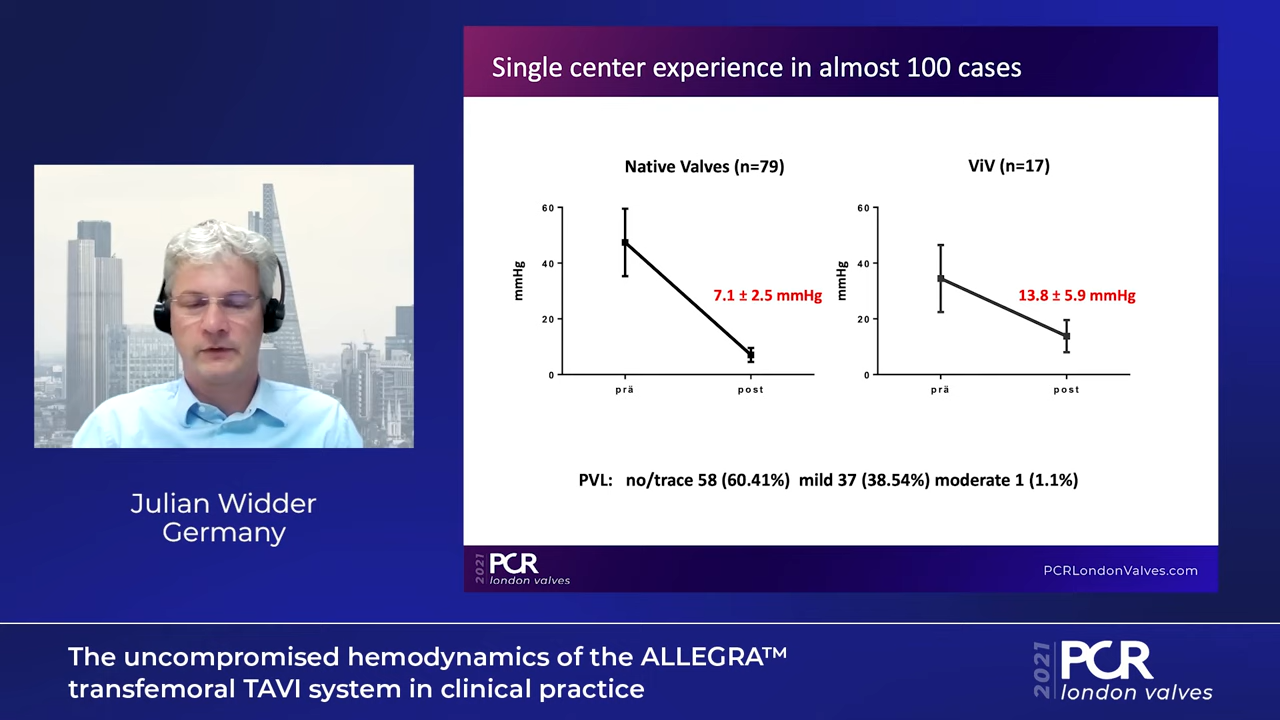 Single center experience in almost 100 cases
Native Valves (n=79)
ViV (n=17)
60
40
20
0
mmHg
7.1 ± 2.5 mmHg
prä
post
60
40
20
0
mmHg
13.8 ± 5.9 mmHg
prä
post
PVL: no/trace 58 (60.41%) mild 37 (38.54%) moderate 1 (1.1%)
2021
PCR
london valves
PCRLondonValves.com
Julian Widder
Germany
The uncompromised hemodynamics of the ALLEGRA™
transfemoral TAVI system in clinical practice
2021
PCR
london valves